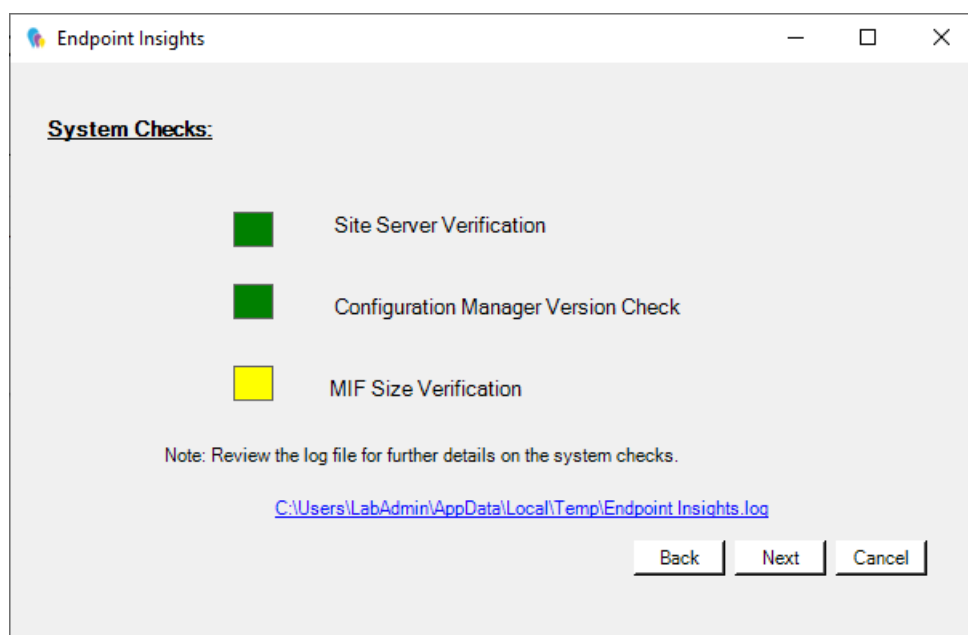 Endpoint Insights
System Checks:
Site Server Verification
Configuration Manager Version Check
MIF Size Verification
Note: Review the log file for further details on the system checks.
C:\Users\LabAdmin\AppData\Local\Temp\Endpoint Insights.log
Back Next Cancel